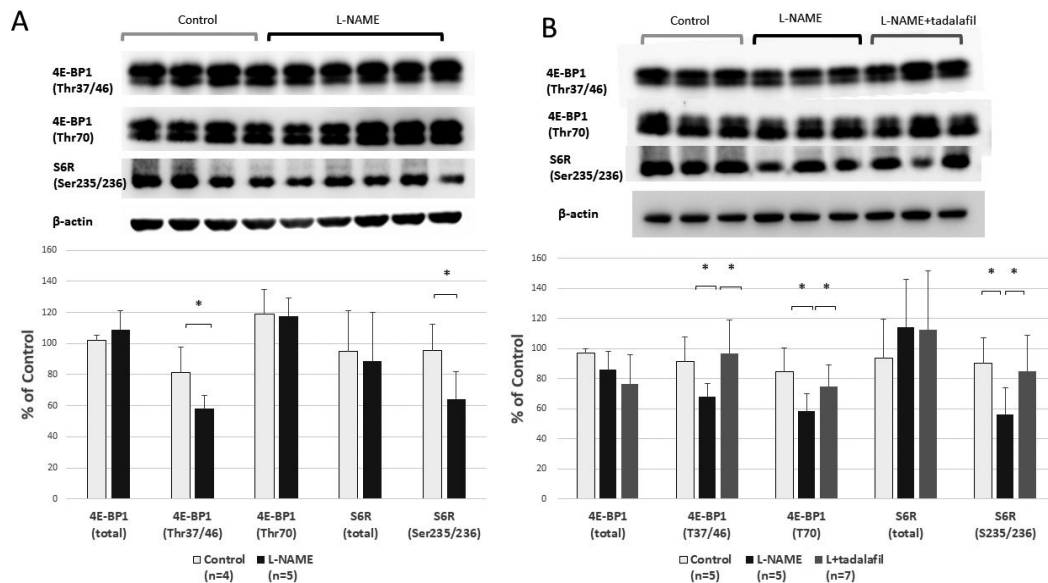 A
Control
L-NAME
4E-BP1
(Thr37/46)
4E-BP1
(Thr70)
S6R
(Ser235/236)
β-actin
% of Control
160
140
120
100
80
60
40
20
0
*
*
4E-BP1
(total)
4E-BP1
(Thr37/46)
4E-BP1
(Thr70)
S6R
(total)
S6R
(Ser235/236)
Control
(n=4)
L-NAME
(n=5)
B
Control
L-NAME
L-NAME+tadalafil
4E-BP1
(Thr37/46)
4E-BP1
(Thr70)
S6R
(Ser235/236)
β-actin
% of Control
160
140
120
100
80
60
40
20
0
* *
* *
* *
4E-BP1
(total)
4E-BP1
(T37/46)
4E-BP1
(T70)
S6R
(total)
S6R
(S235/236)
Control
(n=5)
L-NAME
(n=5)
L+tadalafil
(n=7)